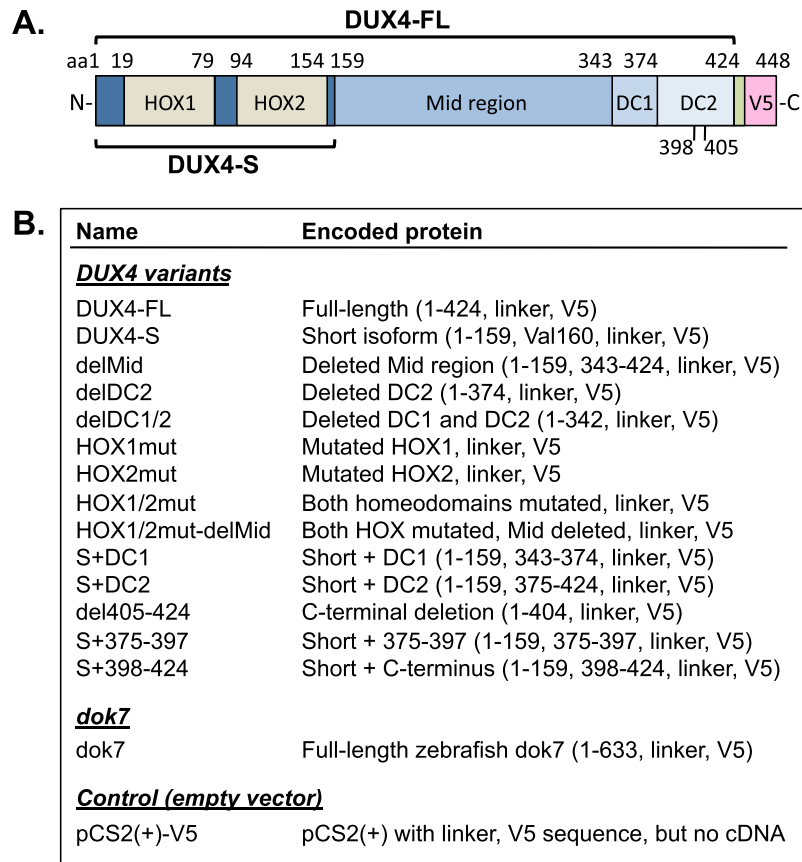 A.
DUX4-FL
aa1 19 79 94 154 159 343 374 424 448
N- HOX1 HOX2 Mid region DC1 DC2 V5 -C
398 405
DUX4-S
B.
Name Encoded protein
DUX4 variants
DUX4-FL Full-length (1-424, linker, V5)
DUX4-S Short isoform (1-159, Val160, linker, V5)
delMid Deleted Mid region (1-159, 343-424, linker, V5)
delDC2 Deleted DC2 (1-374, linker, V5)
delDC1/2 Deleted DC1 and DC2 (1-342, linker, V5)
HOX1mut Mutated HOX1, linker, V5
HOX2mut Mutated HOX2, linker, V5
HOX1/2mut Both homeodomains mutated, linker, V5
HOX1/2mut-delMid Both HOX mutated, Mid deleted, linker, V5
S+DC1 Short + DC1 (1-159, 343-374, linker, V5)
S+DC2 Short + DC2 (1-159, 375-424, linker, V5)
del405-424 C-terminal deletion (1-404, linker, V5)
S+375-397 Short + 375-397 (1-159, 375-397, linker, V5)
S+398-424 Short + C-terminus (1-159, 398-424, linker, V5)
dok7
dok7 Full-length zebrafish dok7 (1-633, linker, V5)
Control (empty vector)
pCS2(+)-V5 pCS2(+) with linker, V5 sequence, but no cDNA